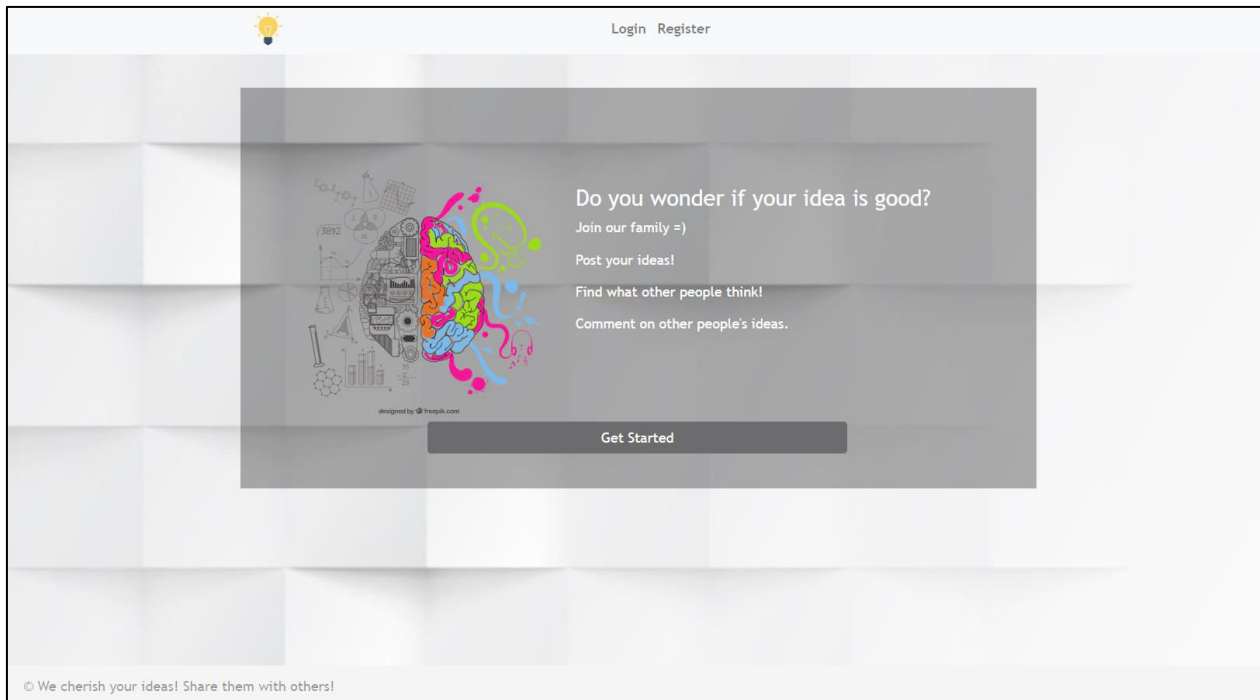 Login Register
Do you wonder if your idea is good?
Join our family =)
Post your ideas!
Find what other people think!
Comment on other people's ideas.
designed by freepik.com
Get Started
© We cherish your ideas! Share them with others!